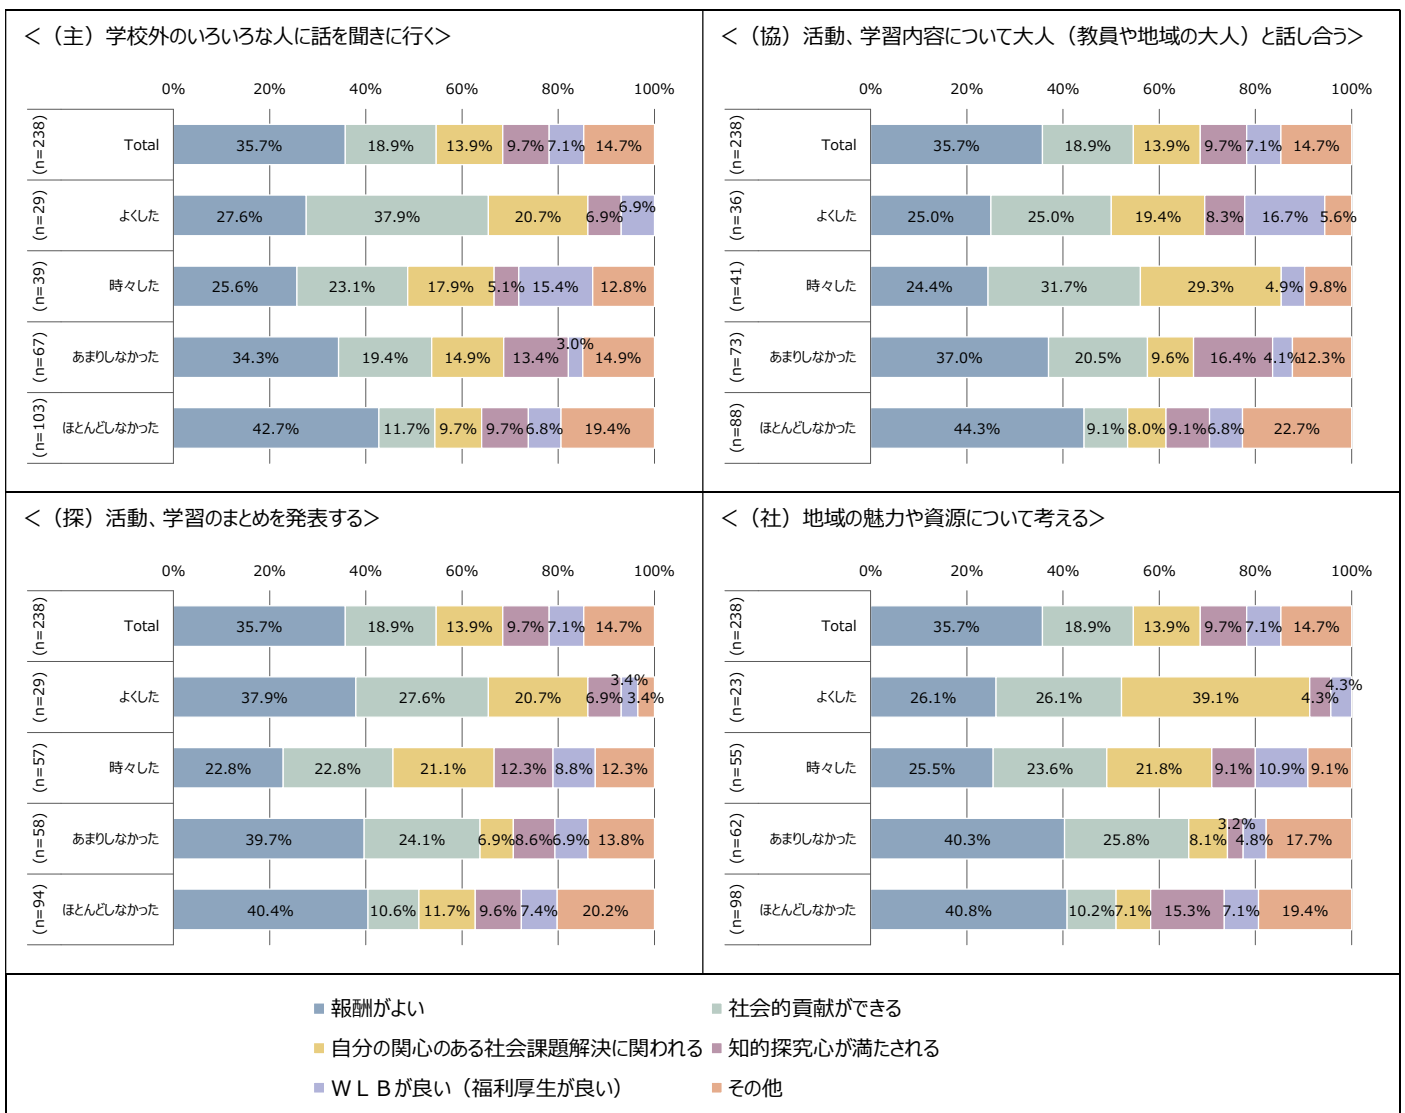 ＜（主）学校外のいろいろな人に話を聞きに行く＞
0% 20% 40% 60% 80% 100%
(n=238) Total 35.7% 18.9% 13.9% 9.7% 7.1% 14.7%
(n=29) よくした 27.6% 37.9% 20.7% 6.9% 6.9%
(n=39) 時々した 25.6% 23.1% 17.9% 5.1% 15.4% 12.8%
(n=67) あまりしなかった 34.3% 19.4% 14.9% 13.4% 3.0% 14.9%
(n=103) ほとんどしなかった 42.7% 11.7% 9.7% 9.7% 6.8% 19.4%
＜（協）活動、学習内容について大人（教員や地域の大人）と話し合う＞
0% 20% 40% 60% 80% 100%
(n=238) Total 35.7% 18.9% 13.9% 9.7% 7.1% 14.7%
(n=36) よくした 25.0% 25.0% 19.4% 8.3% 16.7% 5.6%
(n=41) 時々した 24.4% 31.7% 29.3% 4.9% 9.8%
(n=73) あまりしなかった 37.0% 20.5% 9.6% 16.4% 4.1% 12.3%
(n=88) ほとんどしなかった 44.3% 9.1% 8.0% 9.1% 6.8% 22.7%
＜（探）活動、学習のまとめを発表する＞
0% 20% 40% 60% 80% 100%
(n=238) Total 35.7% 18.9% 13.9% 9.7% 7.1% 14.7%
(n=29) よくした 37.9% 27.6% 20.7% 6.9% 3.4% 3.4%
(n=57) 時々した 22.8% 22.8% 21.1% 12.3% 8.8% 12.3%
(n=58) あまりしなかった 39.7% 24.1% 6.9% 8.6% 6.9% 13.8%
(n=94) ほとんどしなかった 40.4% 10.6% 11.7% 9.6% 7.4% 20.2%
＜（社）地域の魅力や資源について考える＞
0% 20% 40% 60% 80% 100%
(n=238) Total 35.7% 18.9% 13.9% 9.7% 7.1% 14.7%
(n=23) よくした 26.1% 26.1% 39.1% 4.3% 4.3%
(n=55) 時々した 25.5% 23.6% 21.8% 9.1% 10.9% 9.1%
(n=62) あまりしなかった 40.3% 25.8% 8.1% 3.2% 4.8% 17.7%
(n=98) ほとんどしなかった 40.8% 10.2% 7.1% 15.3% 7.1% 19.4%
報酬がよい 社会的貢献ができる
自分の関心のある社会課題解決に関われる 知的探究心が満たされる
ＷＬＢが良い（福利厚生が良い） その他